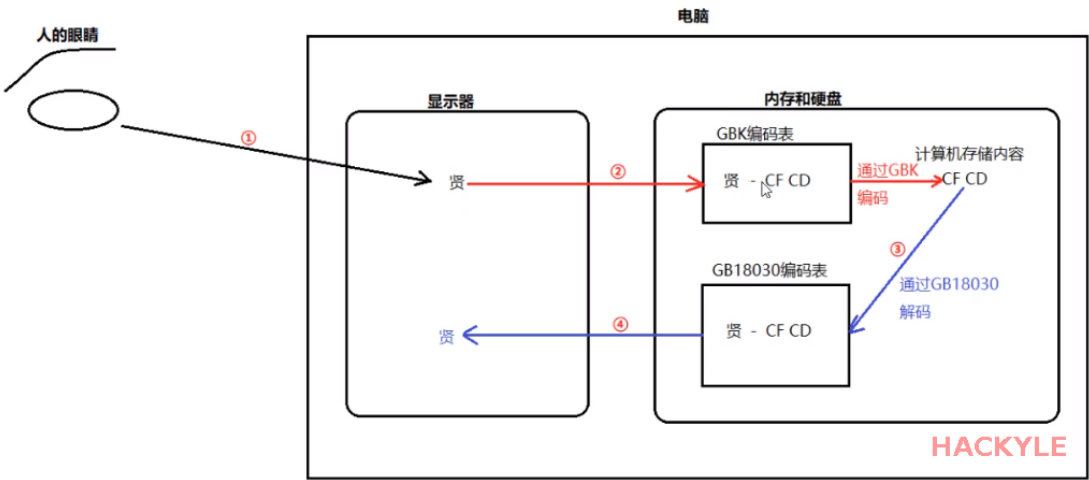 电脑
人的眼睛
显示器
内存和硬盘
①
贤
②
GBK编码表
贤 - CF CD
通过GBK
编码
计算机存储内容
CF CD
③
通过GB18030
解码
GB18030编码表
贤 - CF CD
④
贤
HACKYLE